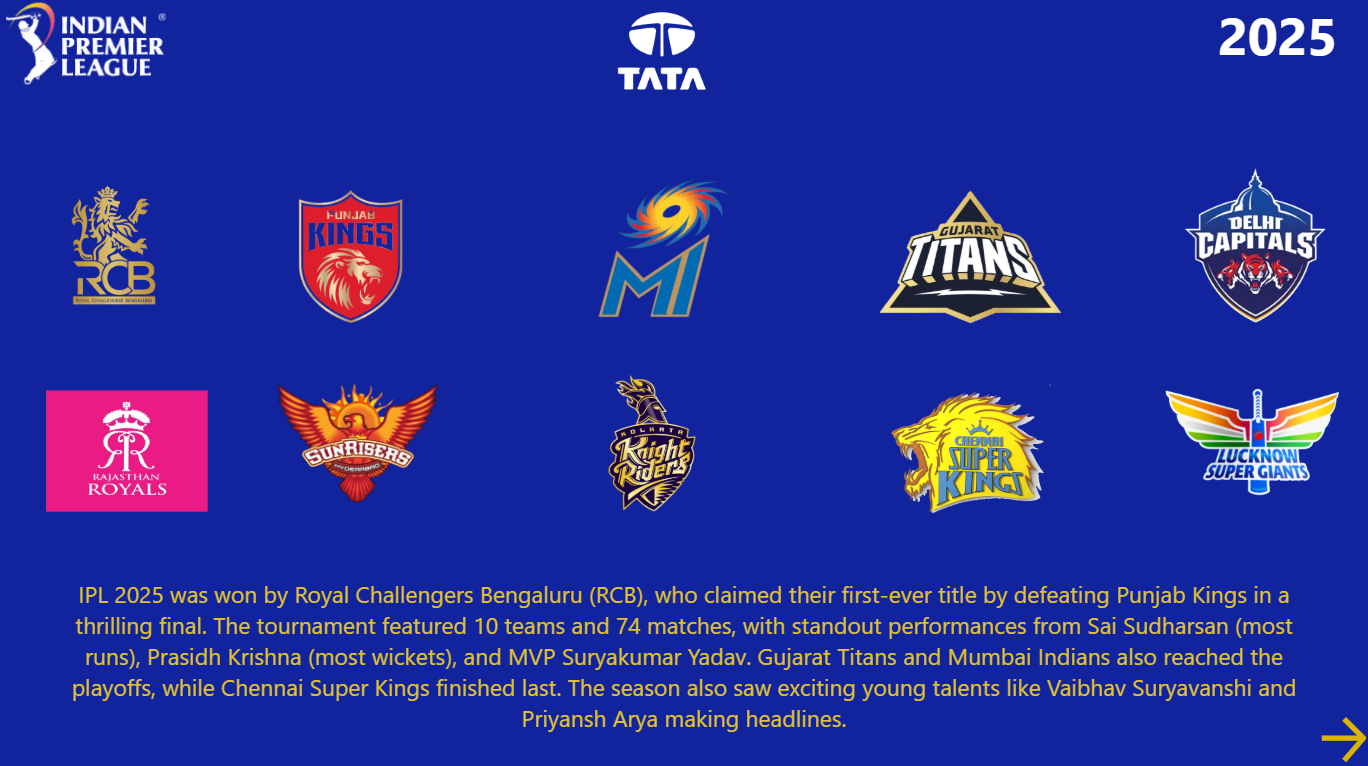 INDIAN ®
PREMIER
LEAGUE
TATA
2025
RCB
ROYAL CHALLENGERS BENGALURU
PUNJAB
KINGS
MI
GUJARAT
TITANS
DELHI
CAPITALS
RAJASTHAN
ROYALS
SUNRISERS
HYDERABAD
KOLKATA
Knight
Riders
CHENNAI
SUPER
KINGS
LUCKNOW
SUPER GIANTS
IPL 2025 was won by Royal Challengers Bengaluru (RCB), who claimed their first-ever title by defeating Punjab Kings in a
thrilling final. The tournament featured 10 teams and 74 matches, with standout performances from Sai Sudharsan (most
runs), Prasidh Krishna (most wickets), and MVP Suryakumar Yadav. Gujarat Titans and Mumbai Indians also reached the
playoffs, while Chennai Super Kings finished last. The season also saw exciting young talents like Vaibhav Suryavanshi and
Priyansh Arya making headlines.